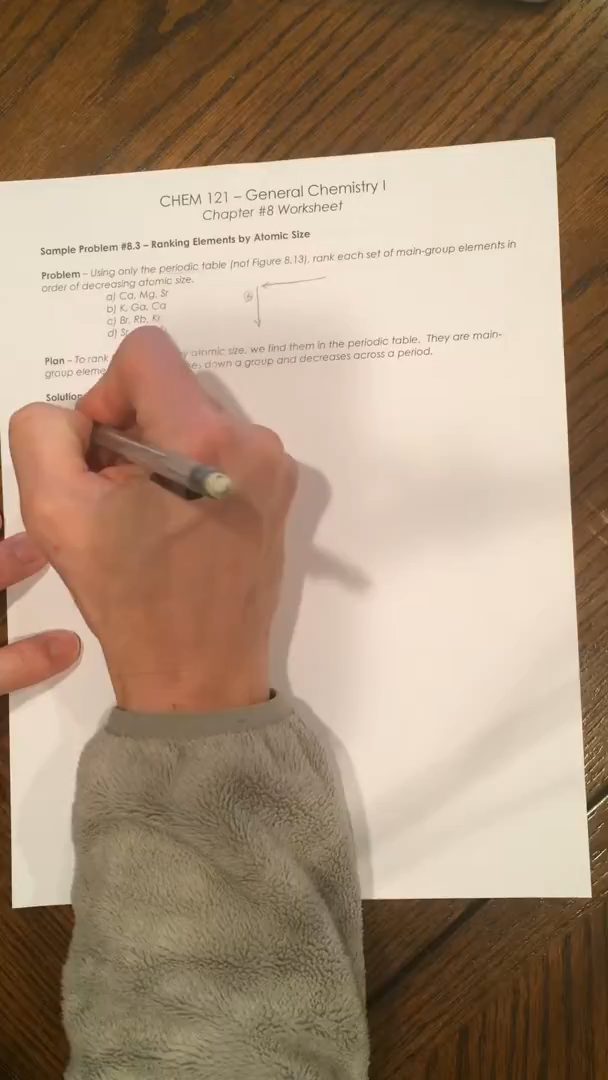 CHEM 121 – General Chemistry I
Chapter #8 Worksheet
Sample Problem #8.3 – Ranking Elements by Atomic Size
Problem – Using only the periodic table (not Figure 8.13), rank each set of main-group elements in
order of decreasing atomic size.
a) Ca, Mg, Sr
b) K, Ga, Ca
c) Br, Rb, Kr
d) Sr
Plan – To rank atomic size, we find them in the periodic table. They are main-
group down a group and decreases across a period.
Solution